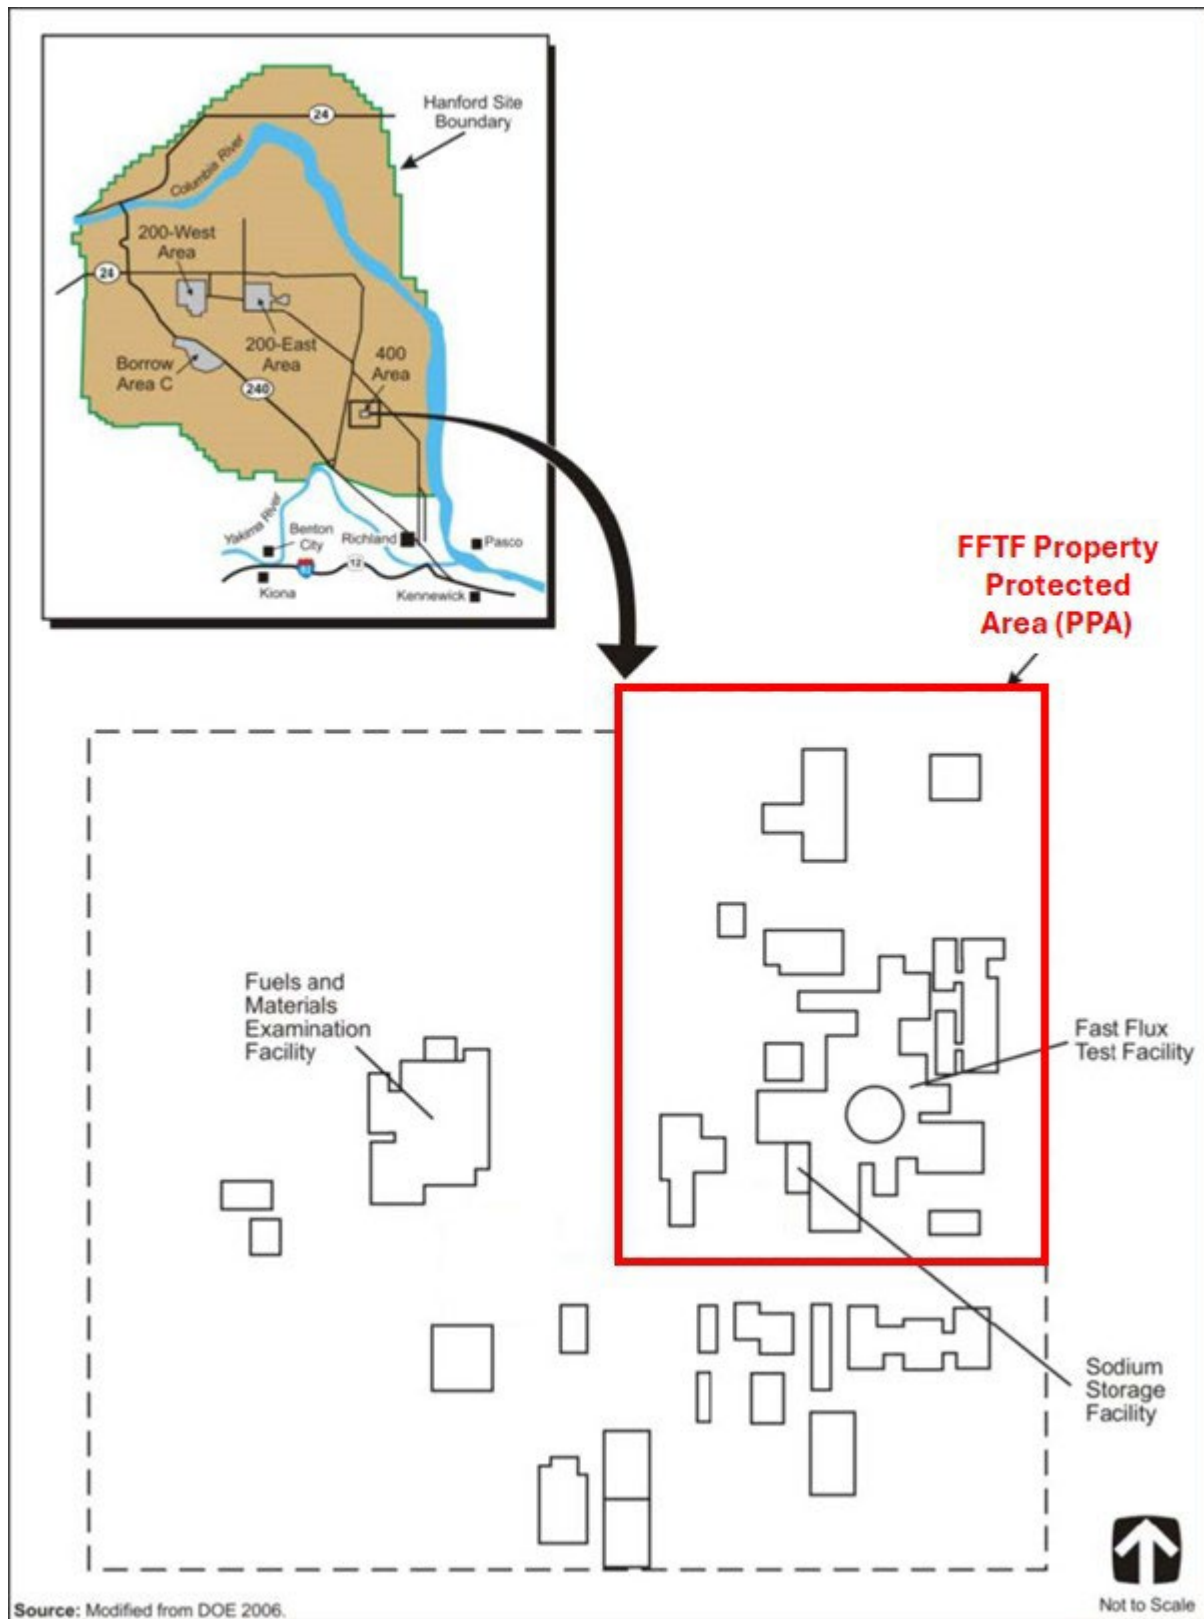 Hanford Site
Boundary
24
Columbia River
200-West
Area
24
200-East
Area
400
Area
Borrow
Area C
240
Yakima River
Benton
City
Richland
Pasco
12
Kiona
Kennewick
FFTF Property
Protected
Area (PPA)
Fuels and
Materials
Examination
Facility
Fast Flux
Test Facility
Sodium
Storage
Facility
Not to Scale
Source: Modified from DOE 2006.